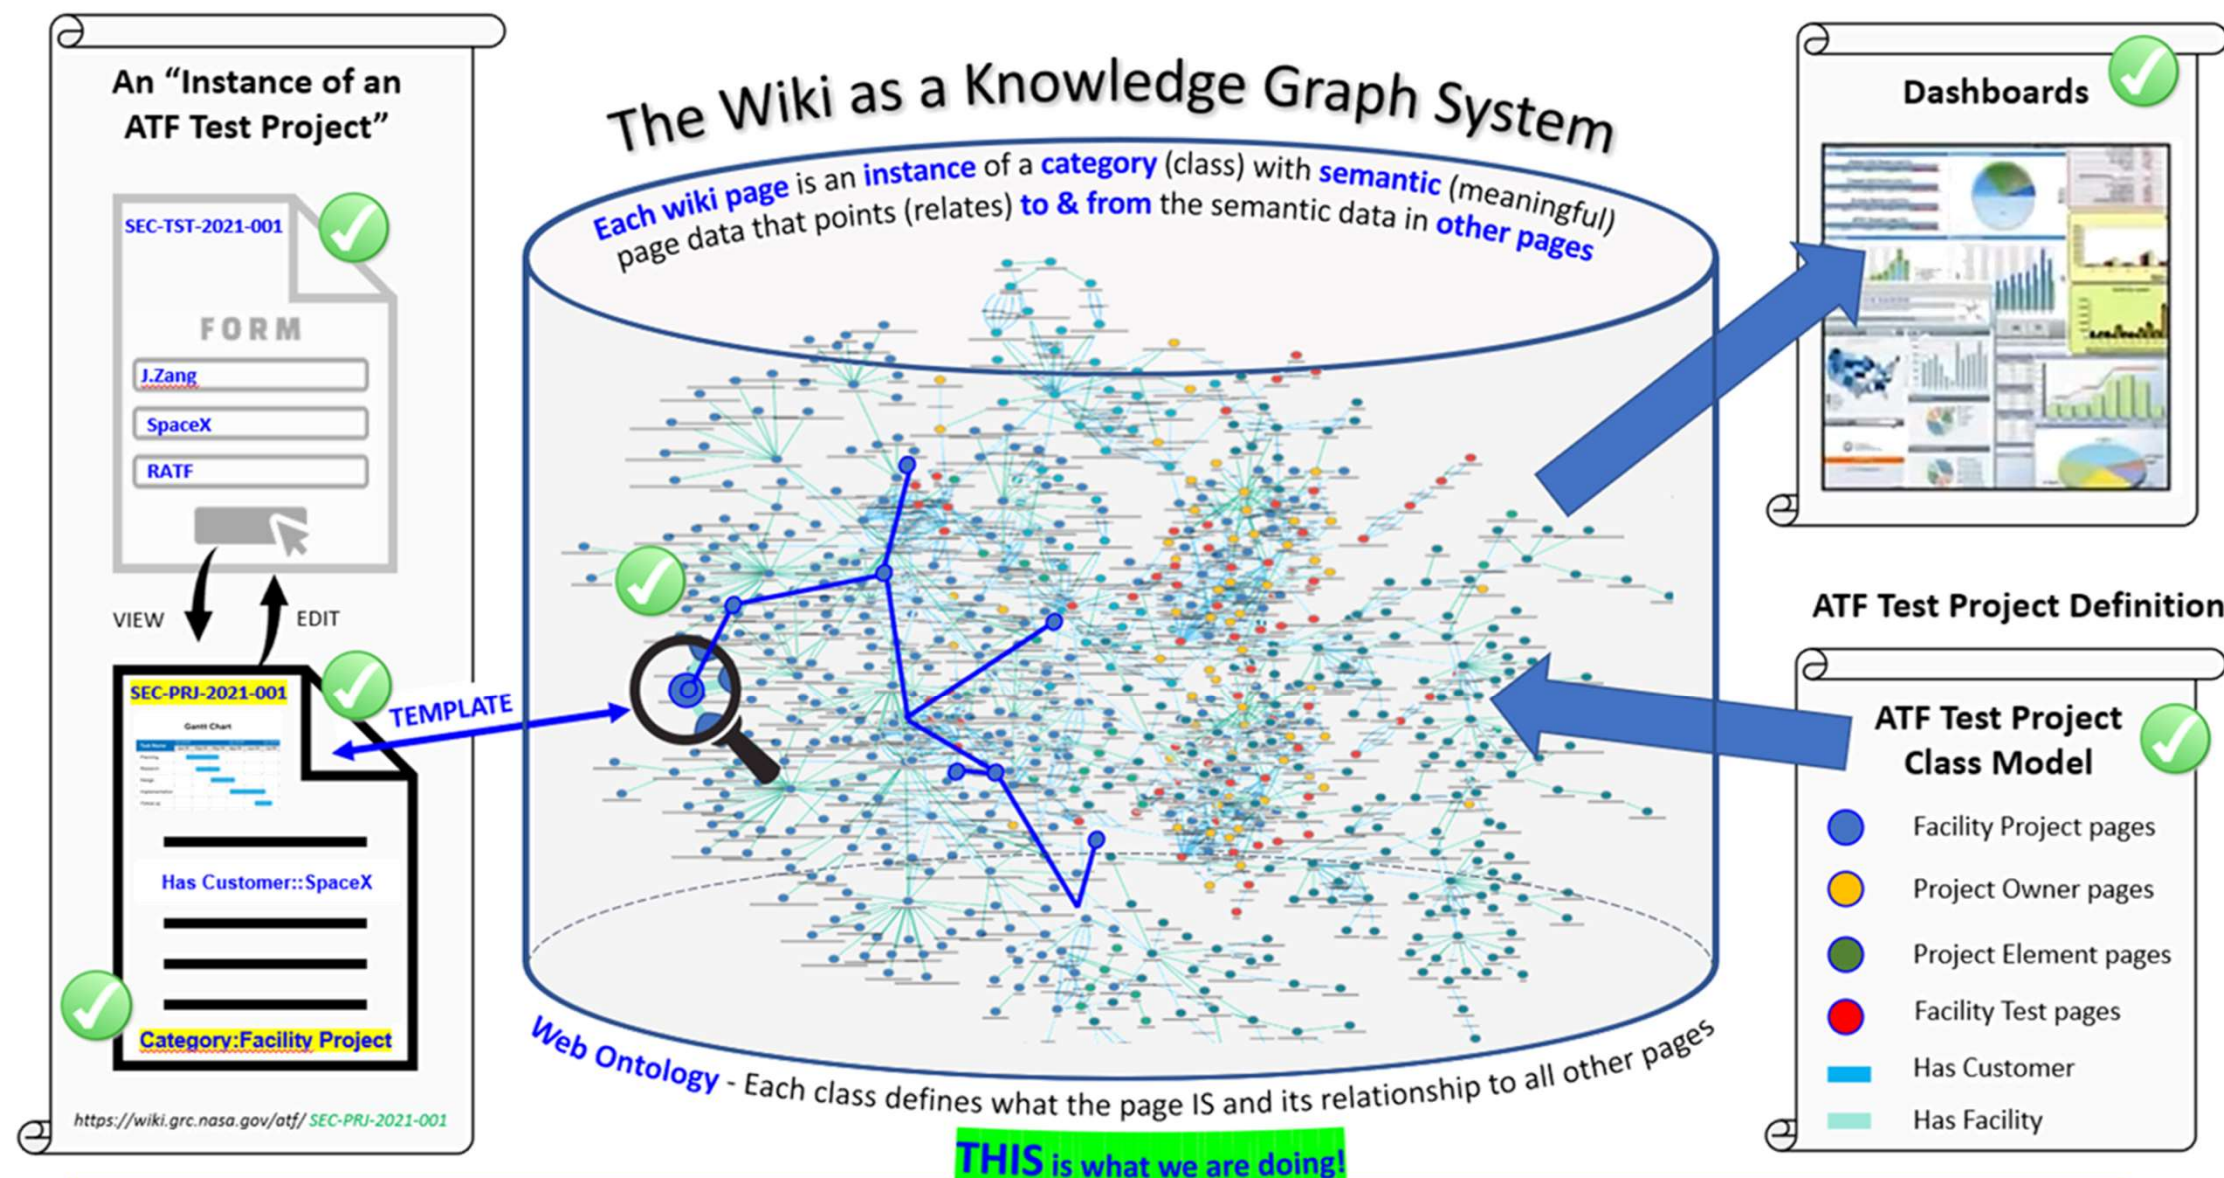 An “Instance of an
ATF Test Project”
SEC-TST-2021-001
FORM
J.Zang
SpaceX
RATF
VIEW
EDIT
SEC-PRJ-2021-001
Gantt Chart
Has Customer::SpaceX
Category:Facility Project
https://wiki.grc.nasa.gov/atf/ SEC-PRJ-2021-001
TEMPLATE
The Wiki as a Knowledge Graph System
Each wiki page is an instance of a category (class) with semantic (meaningful)
page data that points (relates) to & from the semantic data in other pages
Web Ontology - Each class defines what the page IS and its relationship to all other pages
THIS is what we are doing!
Dashboards
ATF Test Project Definition
ATF Test Project
Class Model
Facility Project pages
Project Owner pages
Project Element pages
Facility Test pages
Has Customer
Has Facility